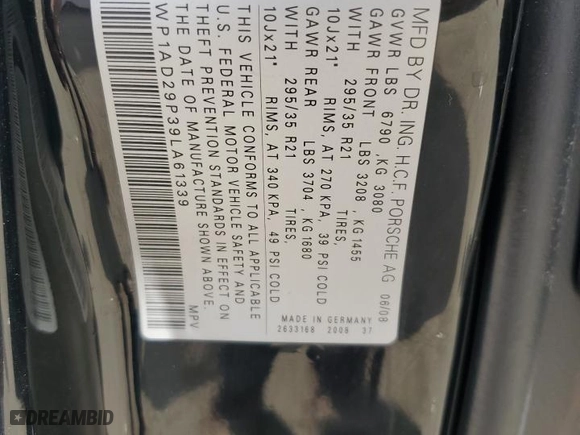 MFD BY DR. ING. H.C.F. PORSCHE AG 06/08
GVWR LBS 6790 , KG 3080
GAWR FRONT LBS 3208 , KG 1455
WITH 295/35 R21 TIRES,
10Jx21" RIMS, AT 270 KPA, 39 PSI COLD
GAWR REAR LBS 3704 , KG 1680
WITH 295/35 R21 TIRES,
10Jx21" RIMS, AT 340 KPA, 49 PSI COLD
THIS VEHICLE CONFORMS TO ALL APPLICABLE
U.S. FEDERAL MOTOR VEHICLE SAFETY AND
THEFT PREVENTION STANDARDS IN EFFECT ON
THE DATE OF MANUFACTURE SHOWN ABOVE.
WP1AD29P39LA61339 MPV
MADE IN GERMANY
2633168 2008 37
DREAMBID